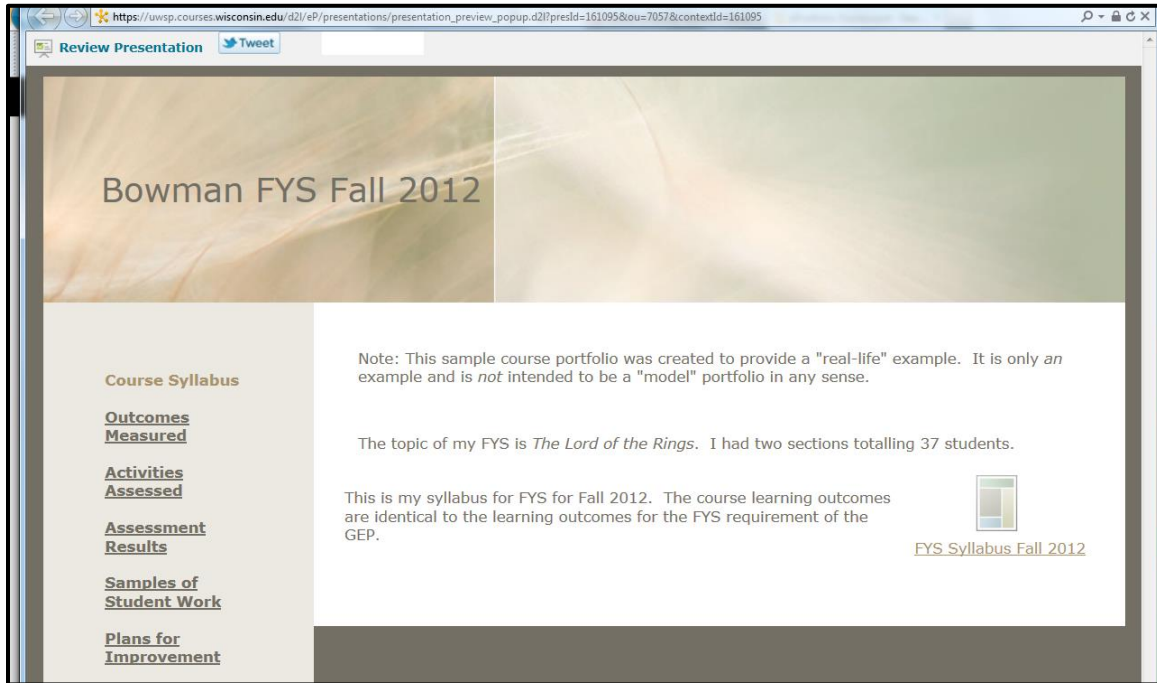 https://uwsp.courses.wisconsin.edu/d2l/eP/presentations/presentation_preview_popup.d2l?presId=161095&ou=7057&contextId=161095
Review Presentation
Tweet
Bowman FYS Fall 2012
Course Syllabus
Outcomes
Measured
Activities
Assessed
Assessment
Results
Samples of
Student Work
Plans for
Improvement
Note: This sample course portfolio was created to provide a "real-life" example.  It is only an
example and is not intended to be a "model" portfolio in any sense.
The topic of my FYS is The Lord of the Rings.  I had two sections totalling 37 students.
This is my syllabus for FYS for Fall 2012.  The course learning outcomes
are identical to the learning outcomes for the FYS requirement of the
GEP.
FYS Syllabus Fall 2012